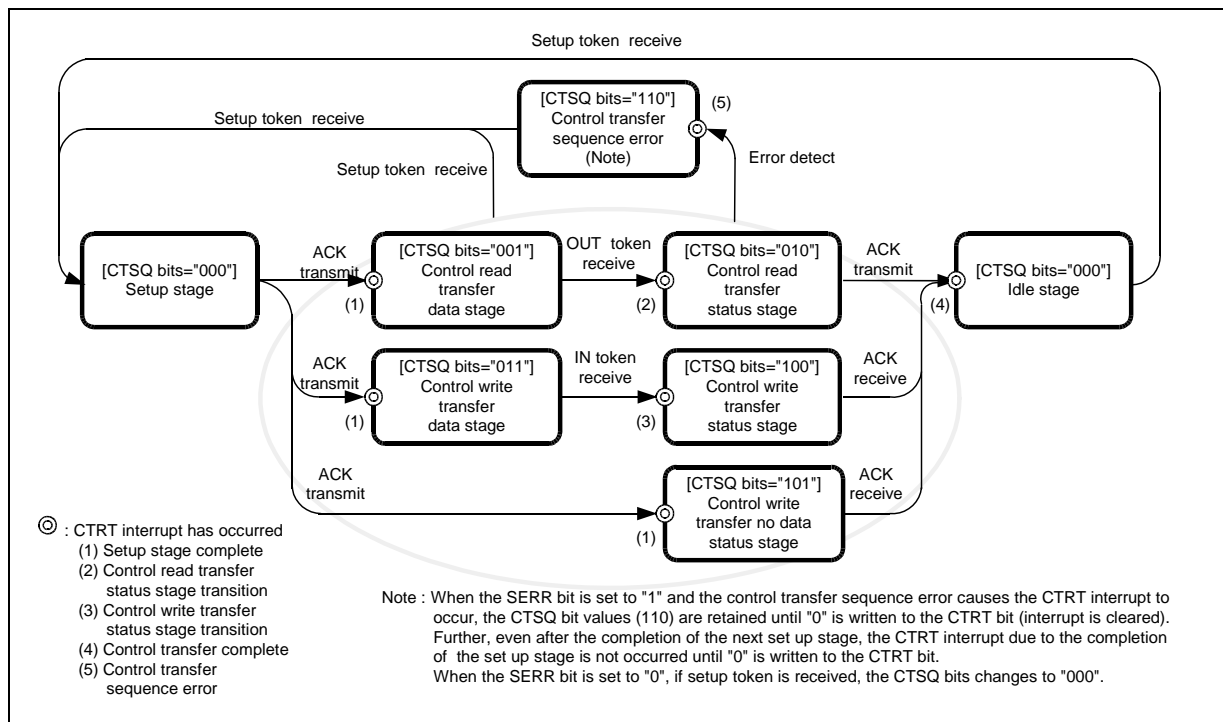 Setup token receive
[CTSQ bits="110"]
Control transfer
sequence error
(Note)
(5)
Setup token receive
Setup token receive
Error detect
[CTSQ bits="000"]
Setup stage
ACK
transmit
(1)
[CTSQ bits="001"]
Control read
transfer
data stage
OUT token
receive
(2)
[CTSQ bits="010"]
Control read
transfer
status stage
ACK
transmit
(4)
[CTSQ bits="000"]
Idle stage
ACK
transmit
(1)
[CTSQ bits="011"]
Control write
transfer
data stage
IN token
receive
(3)
[CTSQ bits="100"]
Control write
transfer
status stage
ACK
receive
ACK
transmit
(1)
[CTSQ bits="101"]
Control write
transfer no data
status stage
ACK
receive
: CTRT interrupt has occurred
(1) Setup stage complete
(2) Control read transfer
status stage transition
(3) Control write transfer
status stage transition
(4) Control transfer complete
(5) Control transfer
sequence error
Note : When the SERR bit is set to "1" and the control transfer sequence error causes the CTRT interrupt to
occur, the CTSQ bit values (110) are retained until "0" is written to the CTRT bit (interrupt is cleared).
Further, even after the completion of the next set up stage, the CTRT interrupt due to the completion
of the set up stage is not occurred until "0" is written to the CTRT bit.
When the SERR bit is set to "0", if setup token is received, the CTSQ bits changes to "000".